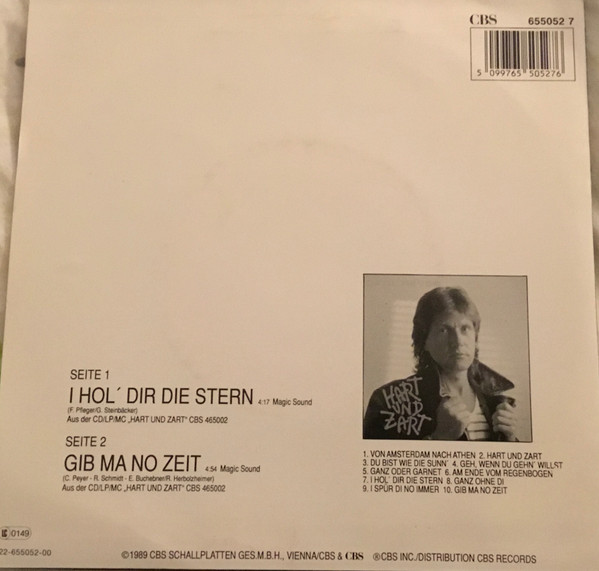 CBS 655052 7
5 099765 505276
SEITE 1
I HOL´ DIR DIE STERN 4:17 Magic Sound
(F. Pfleger/G. Steinbäcker)
Aus der CD/LP/MC „HART UND ZART" CBS 465002
SEITE 2
GIB MA NO ZEIT 4:54 Magic Sound
(C. Peyer - R. Schmidt - E. Buchebner/R. Herbolzheimer)
Aus der CD/LP/MC „HART UND ZART" CBS 465002
HART
UND
ZART
1. VON AMSTERDAM NACH ATHEN 2. HART UND ZART
3. DU BIST WIE DIE SUNN´ 4. GEH, WENN DU GEHN´ WILLST
5. GANZ ODER GARNET 6. AM ENDE VOM REGENBOGEN
7. I HOL´ DIR DIE STERN 8. GANZ OHNE DI
9. I SPÜR DI NO IMMER 10. GIB MA NO ZEIT
LC 0149
22-655052-00
©1989 CBS SCHALLPLATTEN GES.M.B.H., VIENNA/CBS & CBS ®CBS INC./DISTRIBUTION CBS RECORDS